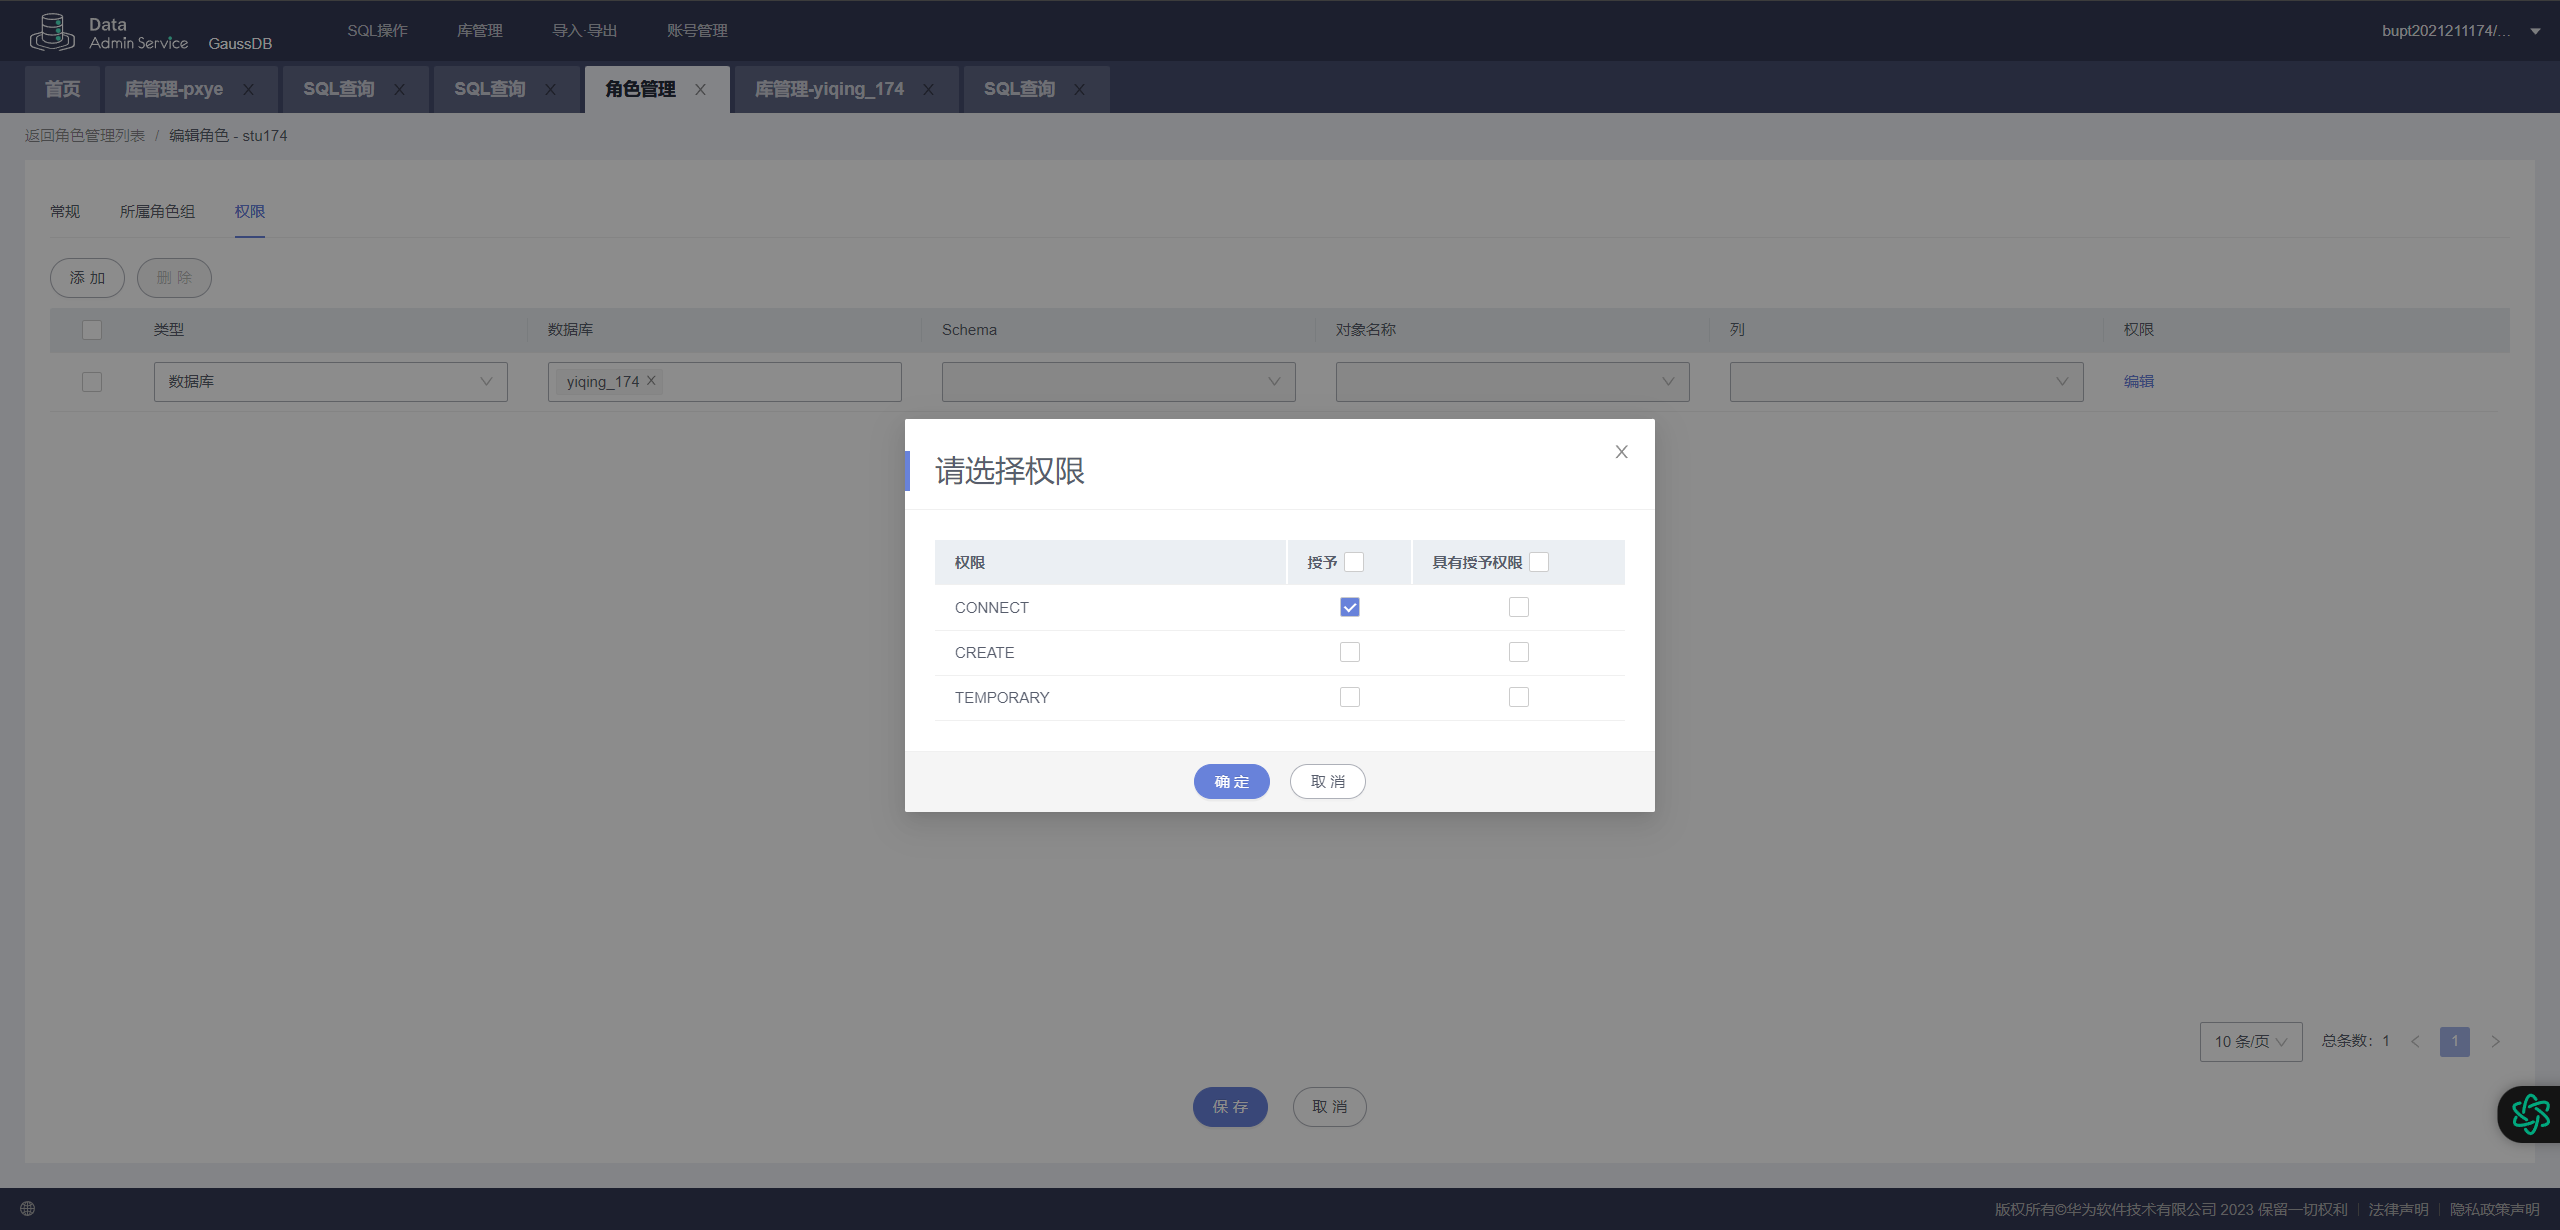 Data
Admin Service GaussDB
SQL操作 库管理 导入·导出 账号管理
bupt2021211174/...
首页 库管理-pxye SQL查询 SQL查询 角色管理 库管理-yiqing_174 SQL查询
返回角色管理列表 / 编辑角色 - stu174
常规 所属角色组 权限
添加 删除
类型 数据库 Schema 对象名称 列 权限
数据库 yiqing_174 编辑
请选择权限
权限 授予 具有授予权限
CONNECT
CREATE
TEMPORARY
确定 取消
10 条/页 总条数：1 < 1 >
保存 取消
版权所有©华为软件技术有限公司 2023 保留一切权利 | 法律声明 | 隐私政策声明